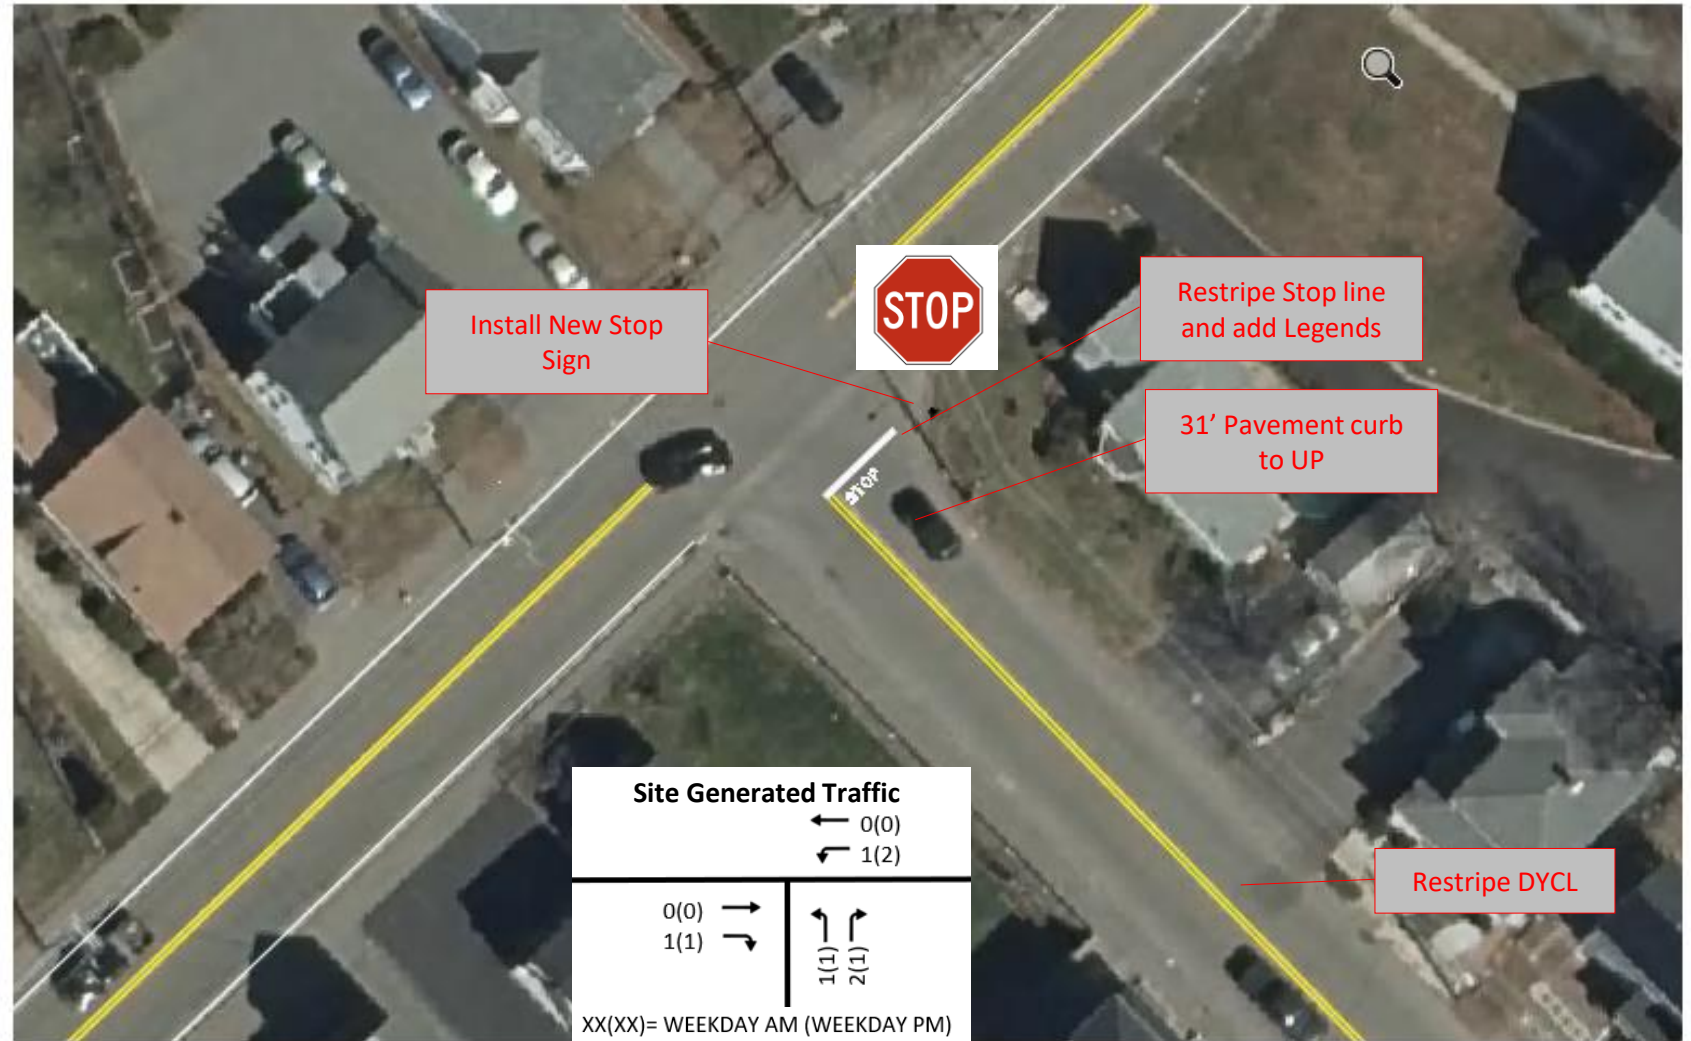 STOP
Install New Stop
Sign
Restripe Stop line
and add Legends
31’ Pavement curb
to UP
STOP
Restripe DYCL
Site Generated Traffic
0(0)
1(2)
0(0)
1(1)
1(1)
2(1)
XX(XX)= WEEKDAY AM (WEEKDAY PM)